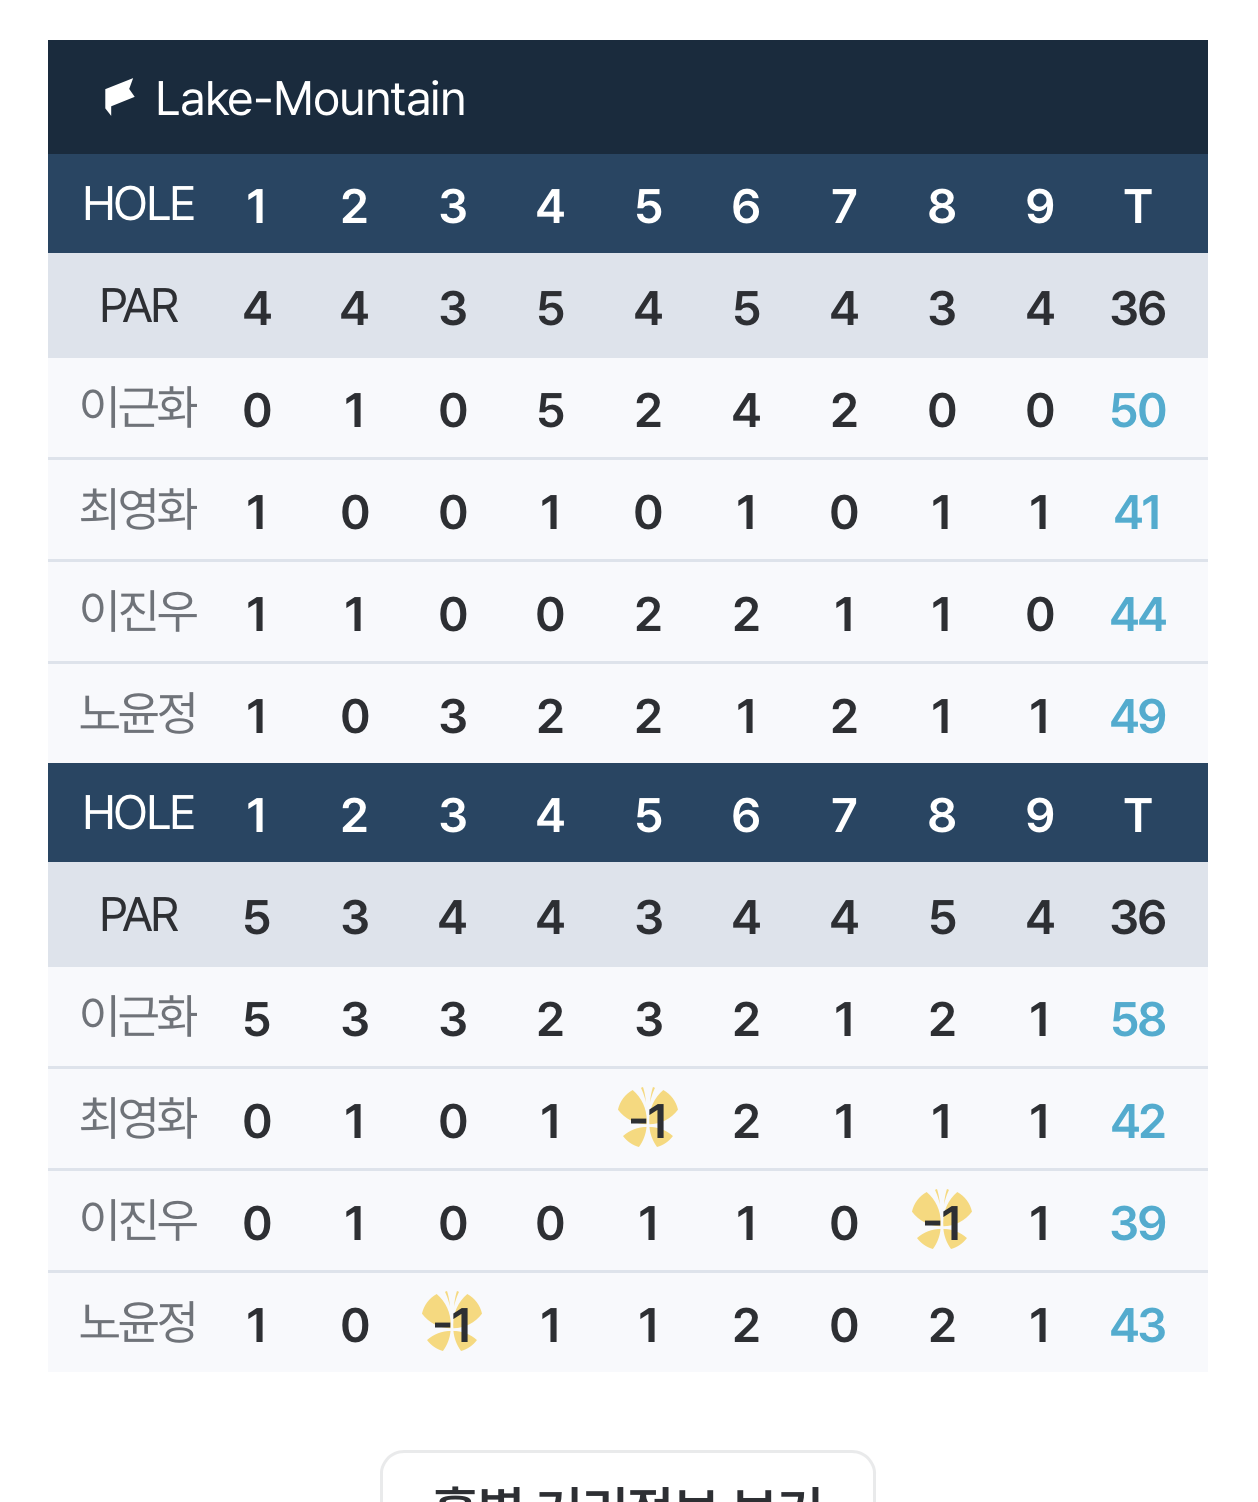 Lake-Mountain
HOLE 1 2 3 4 5 6 7 8 9 T
PAR 4 4 3 5 4 5 4 3 4 36
이근화 0 1 0 5 2 4 2 0 0 50
최영화 1 0 0 1 0 1 0 1 1 41
이진우 1 1 0 0 2 2 1 1 0 44
노윤정 1 0 3 2 2 1 2 1 1 49
HOLE 1 2 3 4 5 6 7 8 9 T
PAR 5 3 4 4 3 4 4 5 4 36
이근화 5 3 3 2 3 2 1 2 1 58
최영화 0 1 0 1 -1 2 1 1 1 42
이진우 0 1 0 0 1 1 0 -1 1 39
노윤정 1 0 -1 1 1 2 0 2 1 43